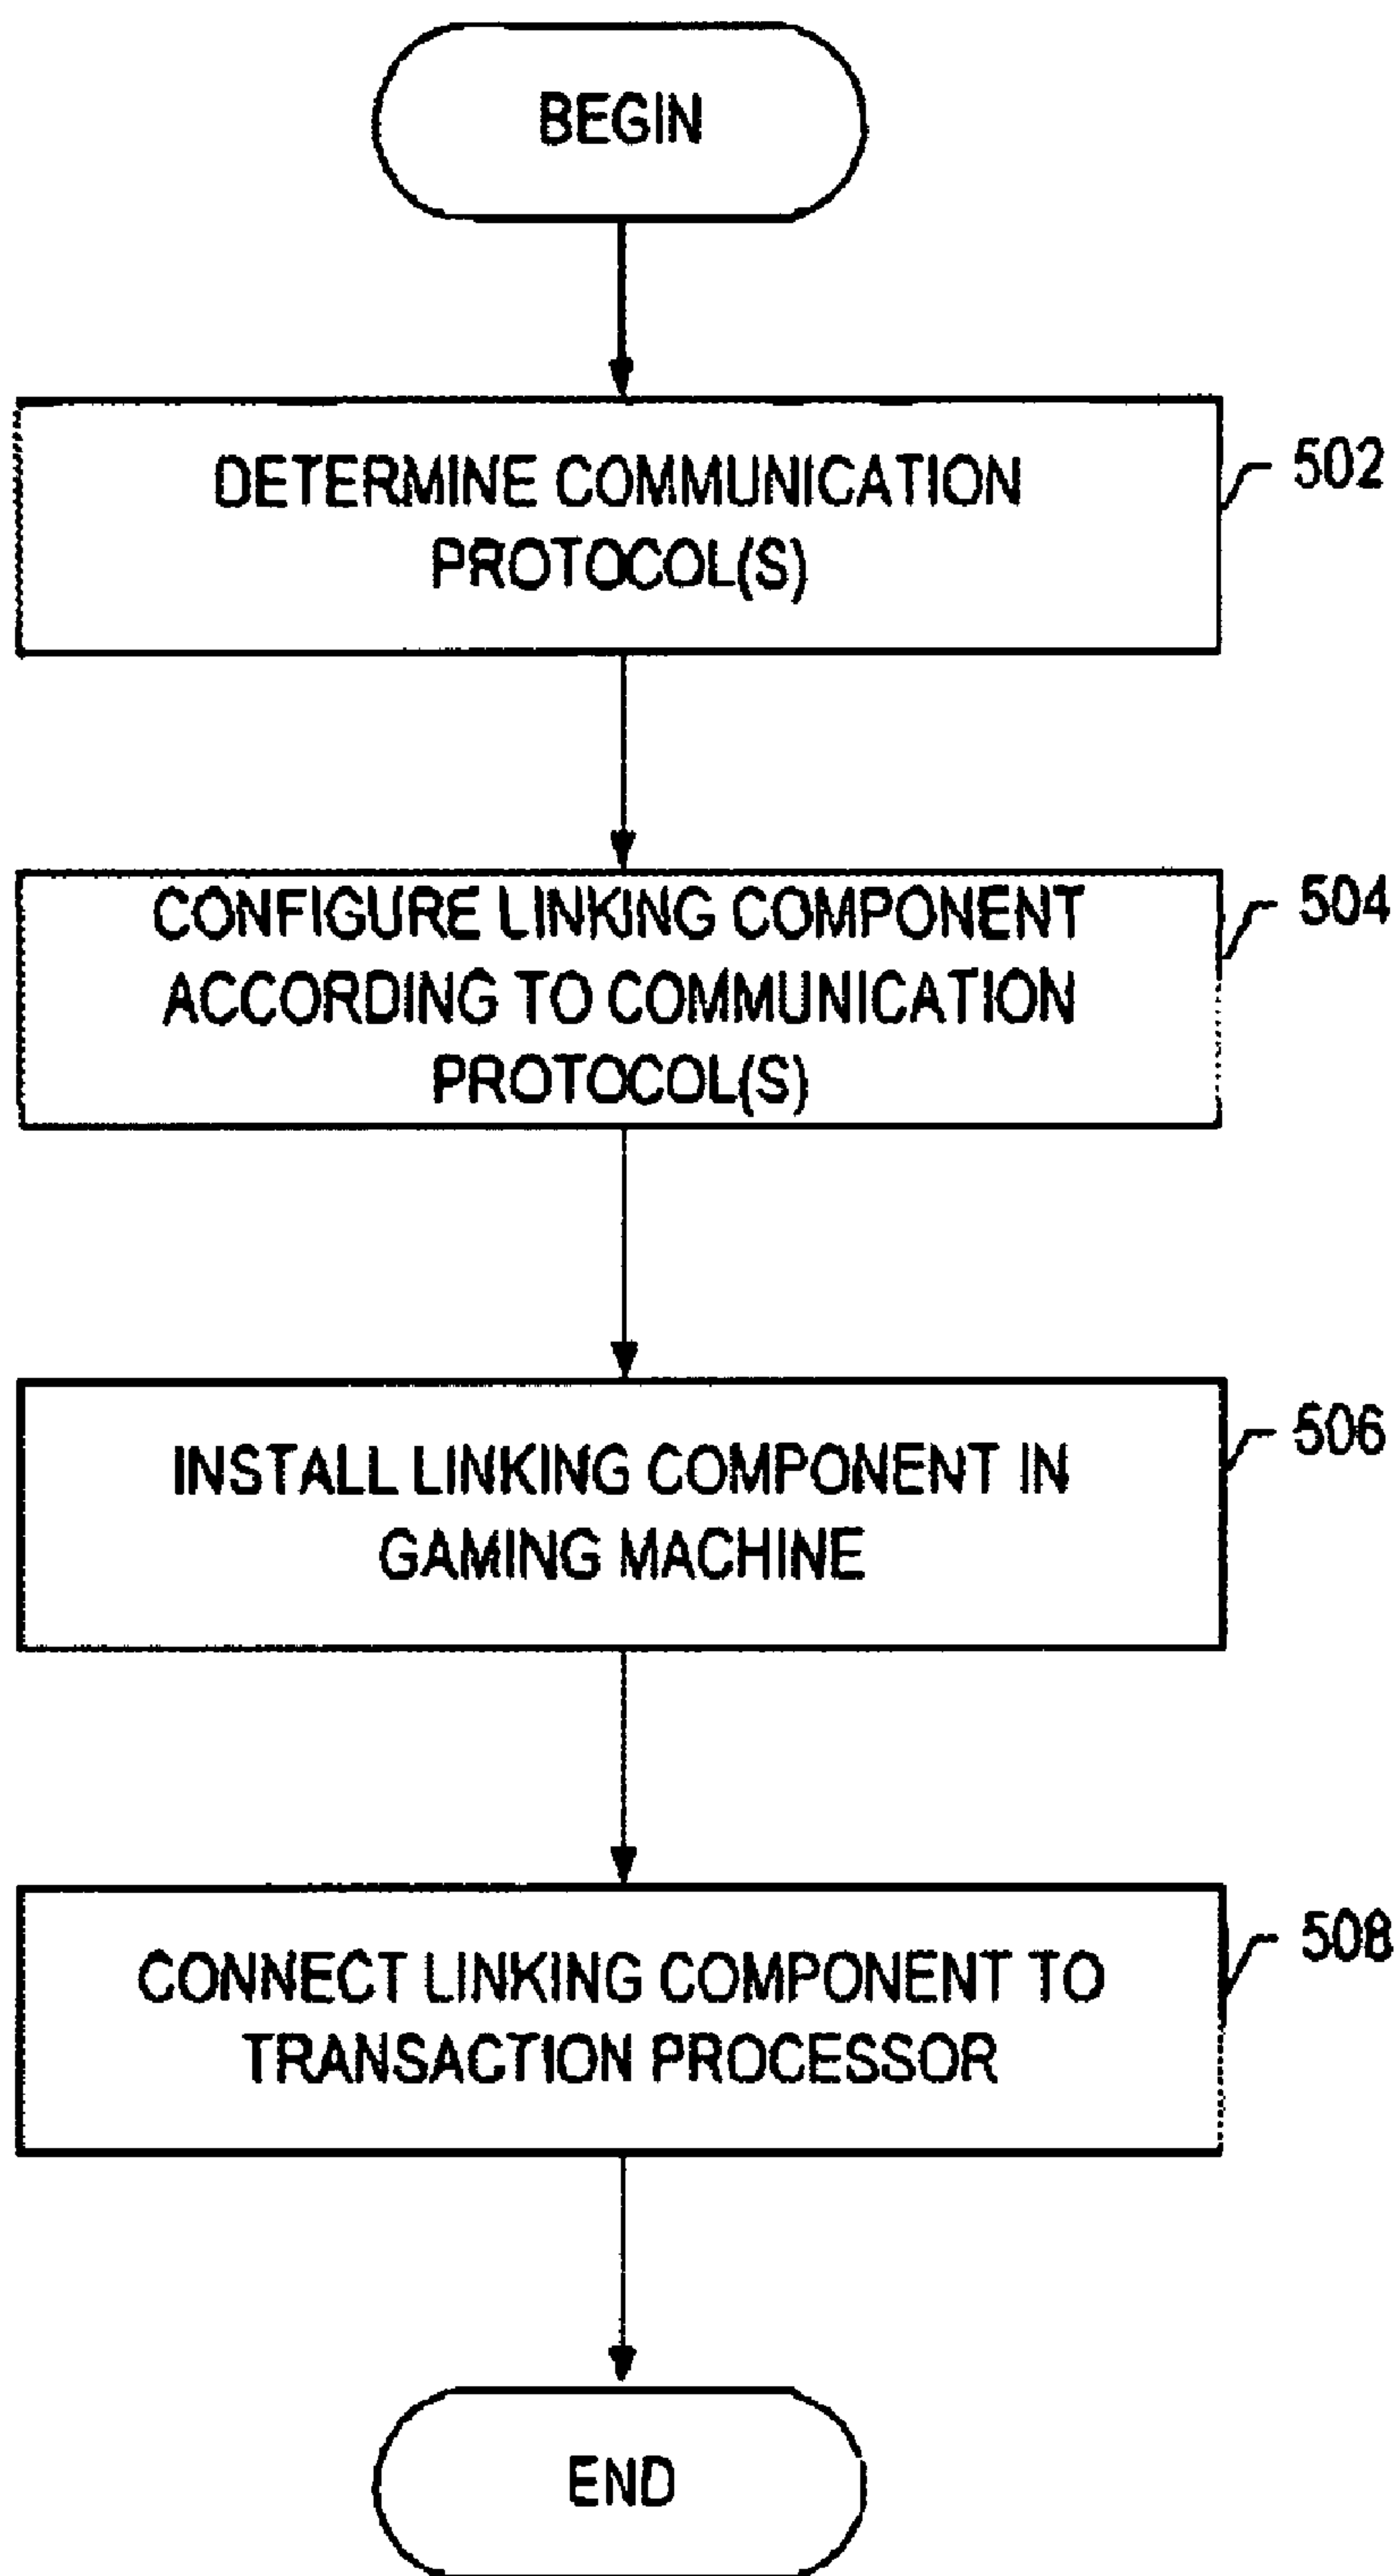 BEGIN
DETERMINE COMMUNICATION
PROTOCOL(S)
502
CONFIGURE LINKING COMPONENT
ACCORDING TO COMMUNICATION
PROTOCOL(S)
504
INSTALL LINKING COMPONENT IN
GAMING MACHINE
506
CONNECT LINKING COMPONENT TO
TRANSACTION PROCESSOR
508
END